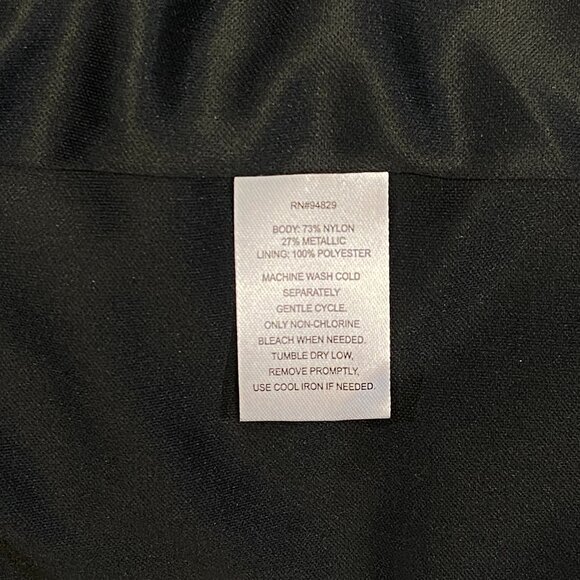 RN#94829
BODY: 73% NYLON
27% METALLIC
LINING: 100% POLYESTER
MACHINE WASH COLD
SEPARATELY
GENTLE CYCLE.
ONLY NON-CHLORINE
BLEACH WHEN NEEDED.
TUMBLE DRY LOW,
REMOVE PROMPTLY,
USE COOL IRON IF NEEDED.